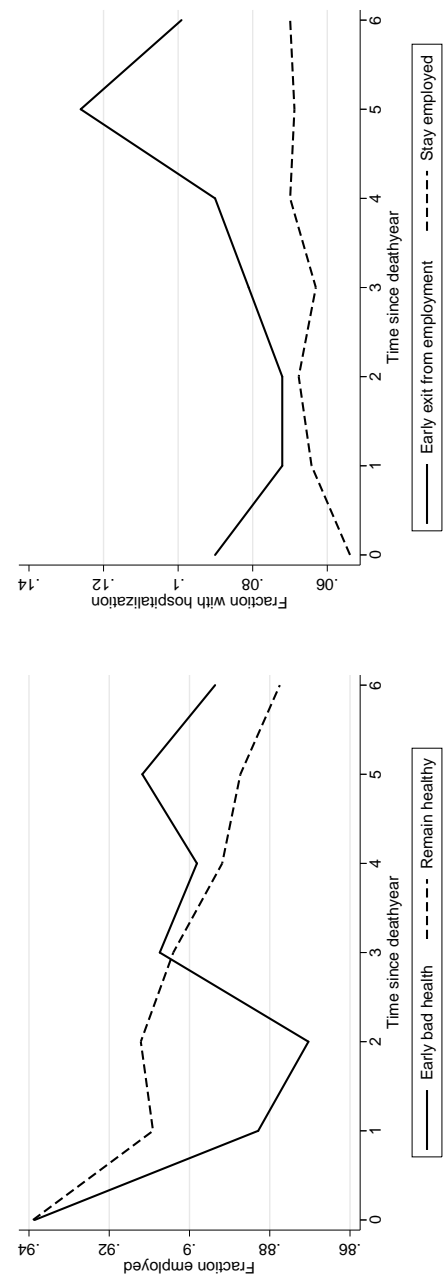 .94
.92
.9
.88
.86
Fraction employed
0 1 2 3 4 5 6
Time since deathyear
Early bad health Remain healthy
.14
.12
.1
.08
.06
Fraction with hospitalization
0 1 2 3 4 5 6
Time since deathyear
Early exit from employment Stay employed